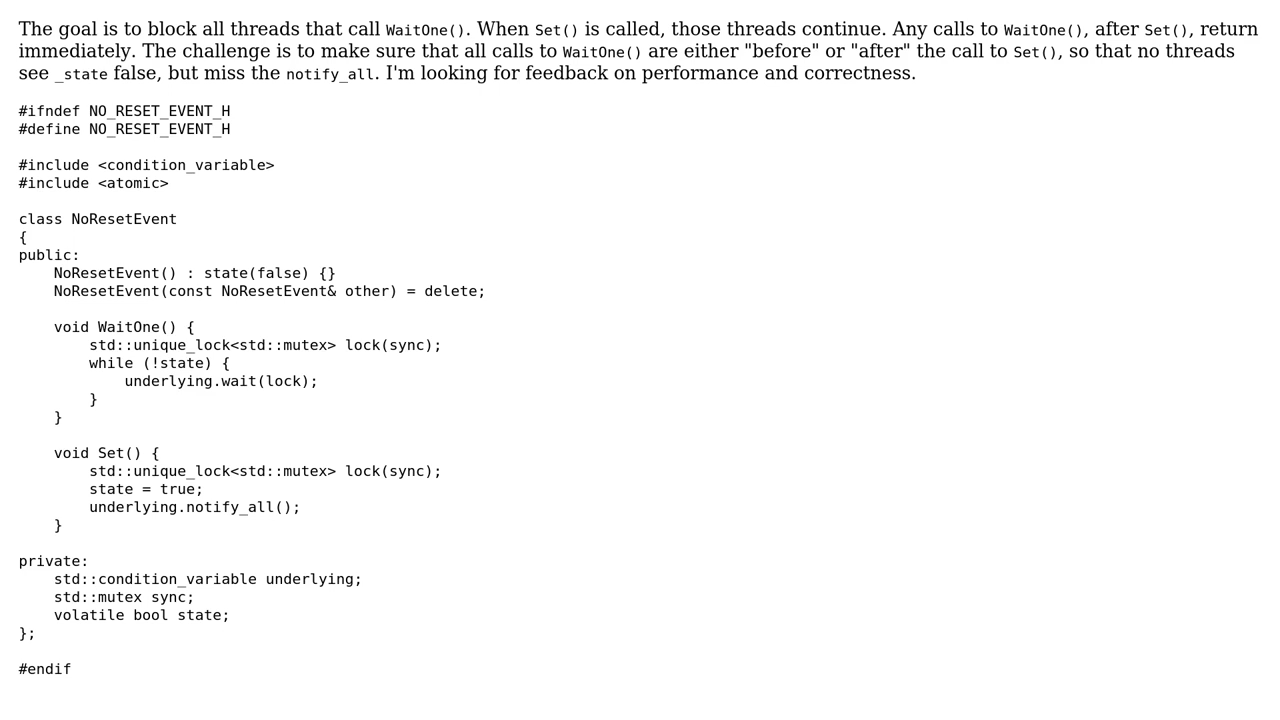 The goal is to block all threads that call WaitOne(). When Set() is called, those threads continue. Any calls to WaitOne(), after Set(), return
immediately. The challenge is to make sure that all calls to WaitOne() are either "before" or "after" the call to Set(), so that no threads
see _state false, but miss the notify_all. I'm looking for feedback on performance and correctness.
#ifndef NO_RESET_EVENT_H
#define NO_RESET_EVENT_H
#include <condition_variable>
#include <atomic>
class NoResetEvent
{
public:
    NoResetEvent() : state(false) {}
    NoResetEvent(const NoResetEvent& other) = delete;
    void WaitOne() {
        std::unique_lock<std::mutex> lock(sync);
        while (!state) {
            underlying.wait(lock);
        }
    }
    void Set() {
        std::unique_lock<std::mutex> lock(sync);
        state = true;
        underlying.notify_all();
    }
private:
    std::condition_variable underlying;
    std::mutex sync;
    volatile bool state;
};
#endif